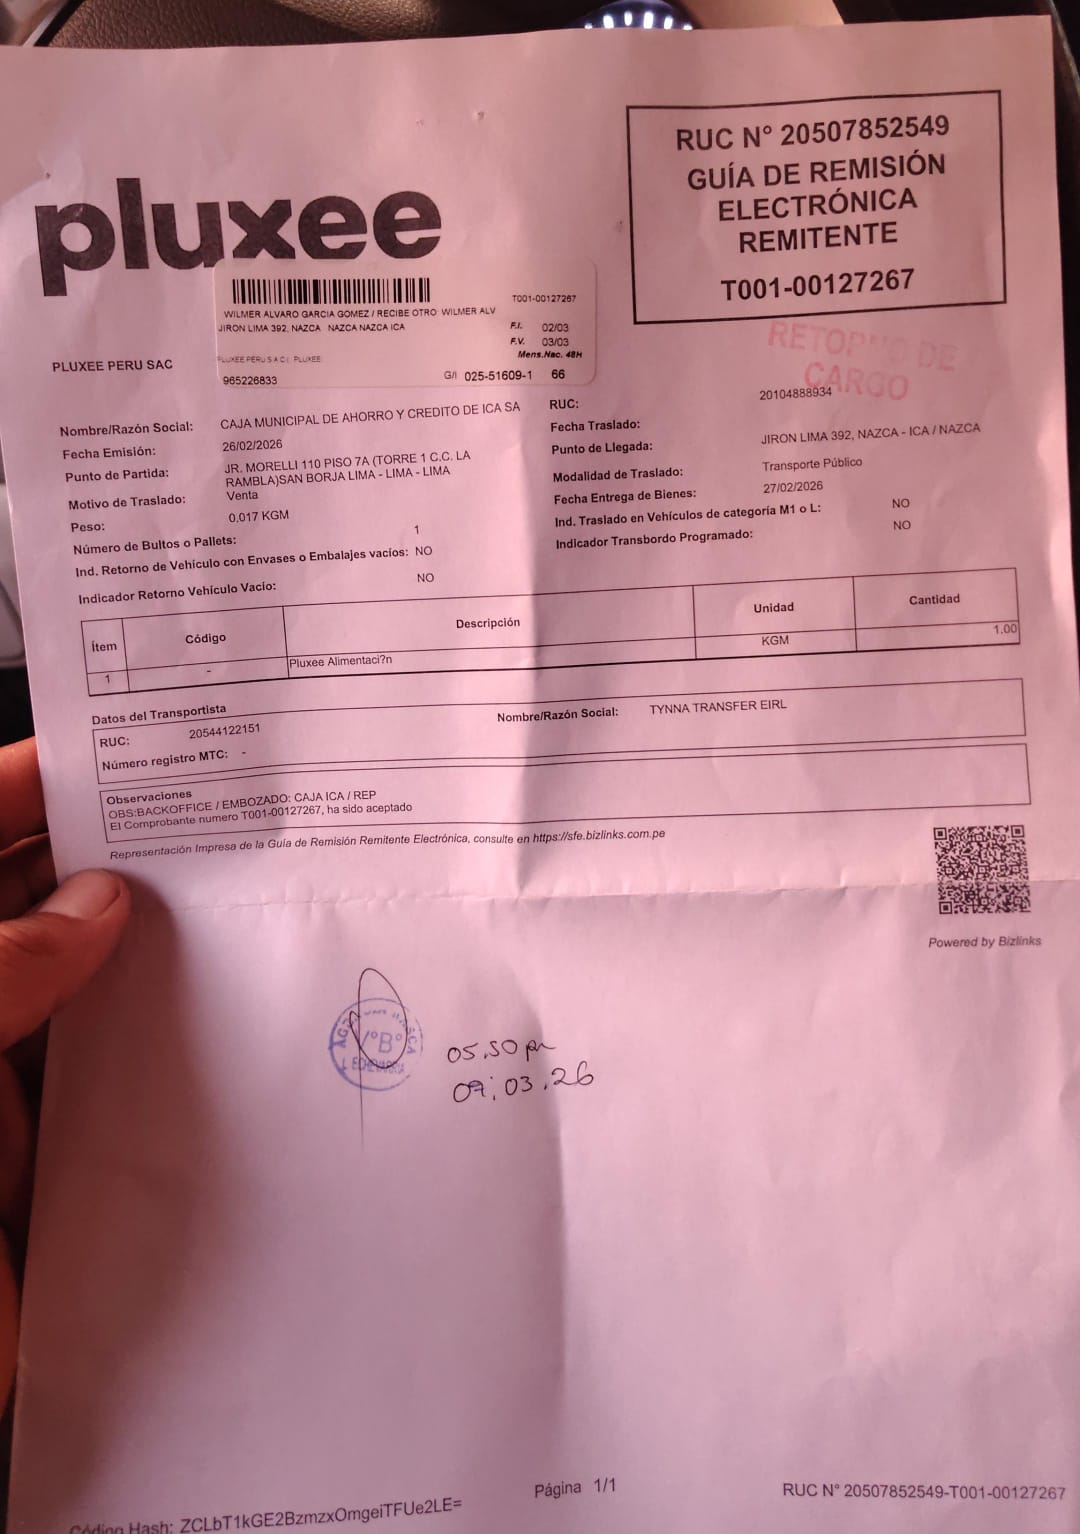 RUC N° 20507852549
GUÍA DE REMISIÓN
ELECTRÓNICA
REMITENTE
T001-00127267
pluxee
T001-00127267
WILMER ALVARO GARCIA GOMEZ / RECIBE OTRO WILMER ALV
JIRON LIMA 392, NAZCA NAZCA NAZCA ICA
F.I. 02/03
F.V. 03/03
Mens.Nac. 48H
PLUXEE PERU S A C | PLUXEE
965226833
G/I 025-51609-1 66
RETORNO DE
CARGO
PLUXEE PERU SAC
Nombre/Razón Social: CAJA MUNICIPAL DE AHORRO Y CREDITO DE ICA SA
Fecha Emisión: 26/02/2026
Punto de Partida: JR. MORELLI 110 PISO 7A (TORRE 1 C.C. LA
RAMBLA)SAN BORJA LIMA - LIMA - LIMA
Motivo de Traslado: Venta
Peso: 0,017 KGM
Número de Bultos o Pallets: 1
Ind. Retorno de Vehículo con Envases o Embalajes vacíos: NO
Indicador Retorno Vehículo Vacío: NO
RUC: 20104888934
Fecha Traslado:
Punto de Llegada: JIRON LIMA 392, NAZCA - ICA / NAZCA
Modalidad de Traslado: Transporte Público
Fecha Entrega de Bienes: 27/02/2026
Ind. Traslado en Vehículos de categoría M1 o L: NO
Indicador Transbordo Programado: NO
Ítem Código Descripción Unidad Cantidad
1 - Pluxee Alimentaci?n KGM 1.00
Datos del Transportista
RUC: 20544122151 Nombre/Razón Social: TYNNA TRANSFER EIRL
Número registro MTC: -
Observaciones
OBS:BACKOFFICE / EMBOZADO: CAJA ICA / REP
El Comprobante numero T001-00127267, ha sido aceptado
Representación Impresa de la Guía de Remisión Remitente Electrónica, consulte en https://sfe.bizlinks.com.pe
Powered by Bizlinks
V°B°
05.50 pm
09.03.26
Página 1/1
RUC N° 20507852549-T001-00127267
Código Hash: ZCLbT1kGE2BzmzxOmgeiTFUe2LE=